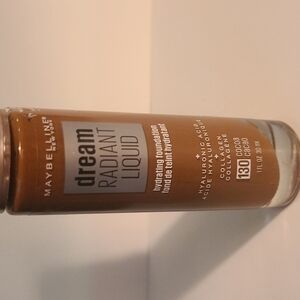 MAYBELLINE
NEW YORK
dream
RADIANT
LIQUID
hydrating foundation
fond de teint hydratant
HYALURONIC ACID
ACIDE HYALURONIQUE
+
COLLAGEN
COLLAGÈNE
130 cocoa
cacao
1 FL OZ 30 ml